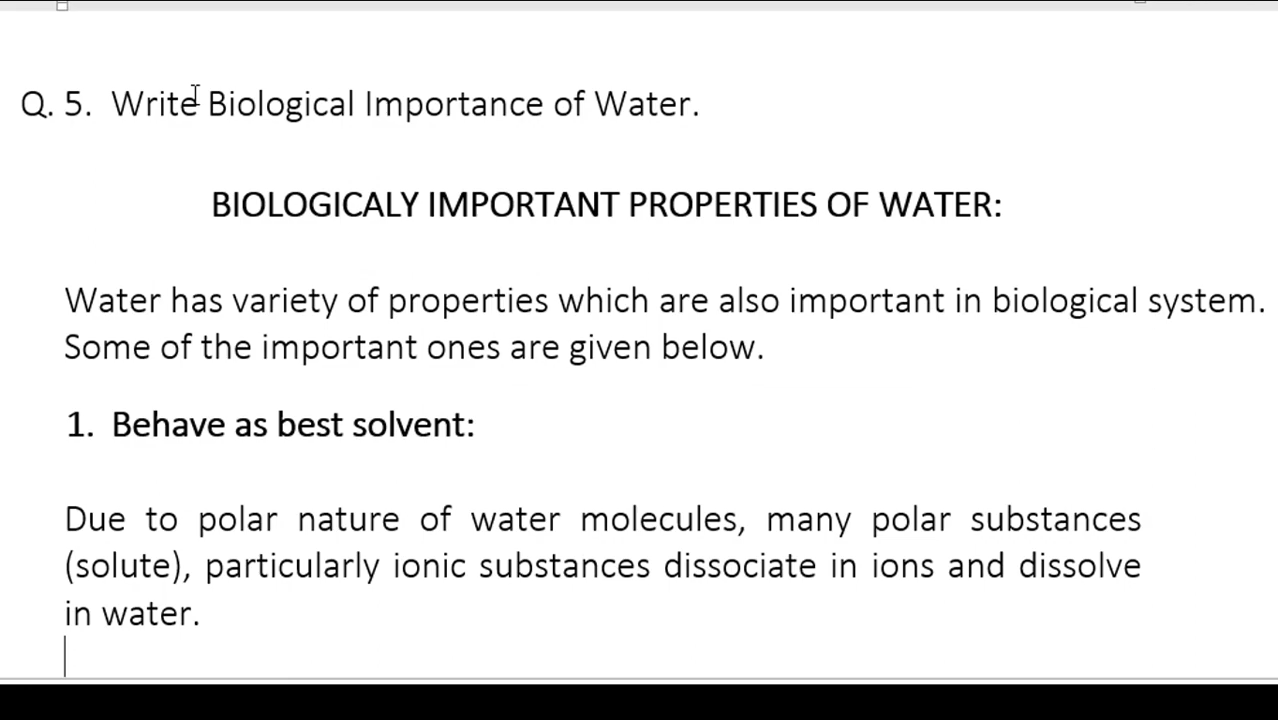 Q. 5. Write Biological Importance of Water.
BIOLOGICALY IMPORTANT PROPERTIES OF WATER:
Water has variety of properties which are also important in biological system.
Some of the important ones are given below.
1. Behave as best solvent:
Due to polar nature of water molecules, many polar substances
(solute), particularly ionic substances dissociate in ions and dissolve
in water.